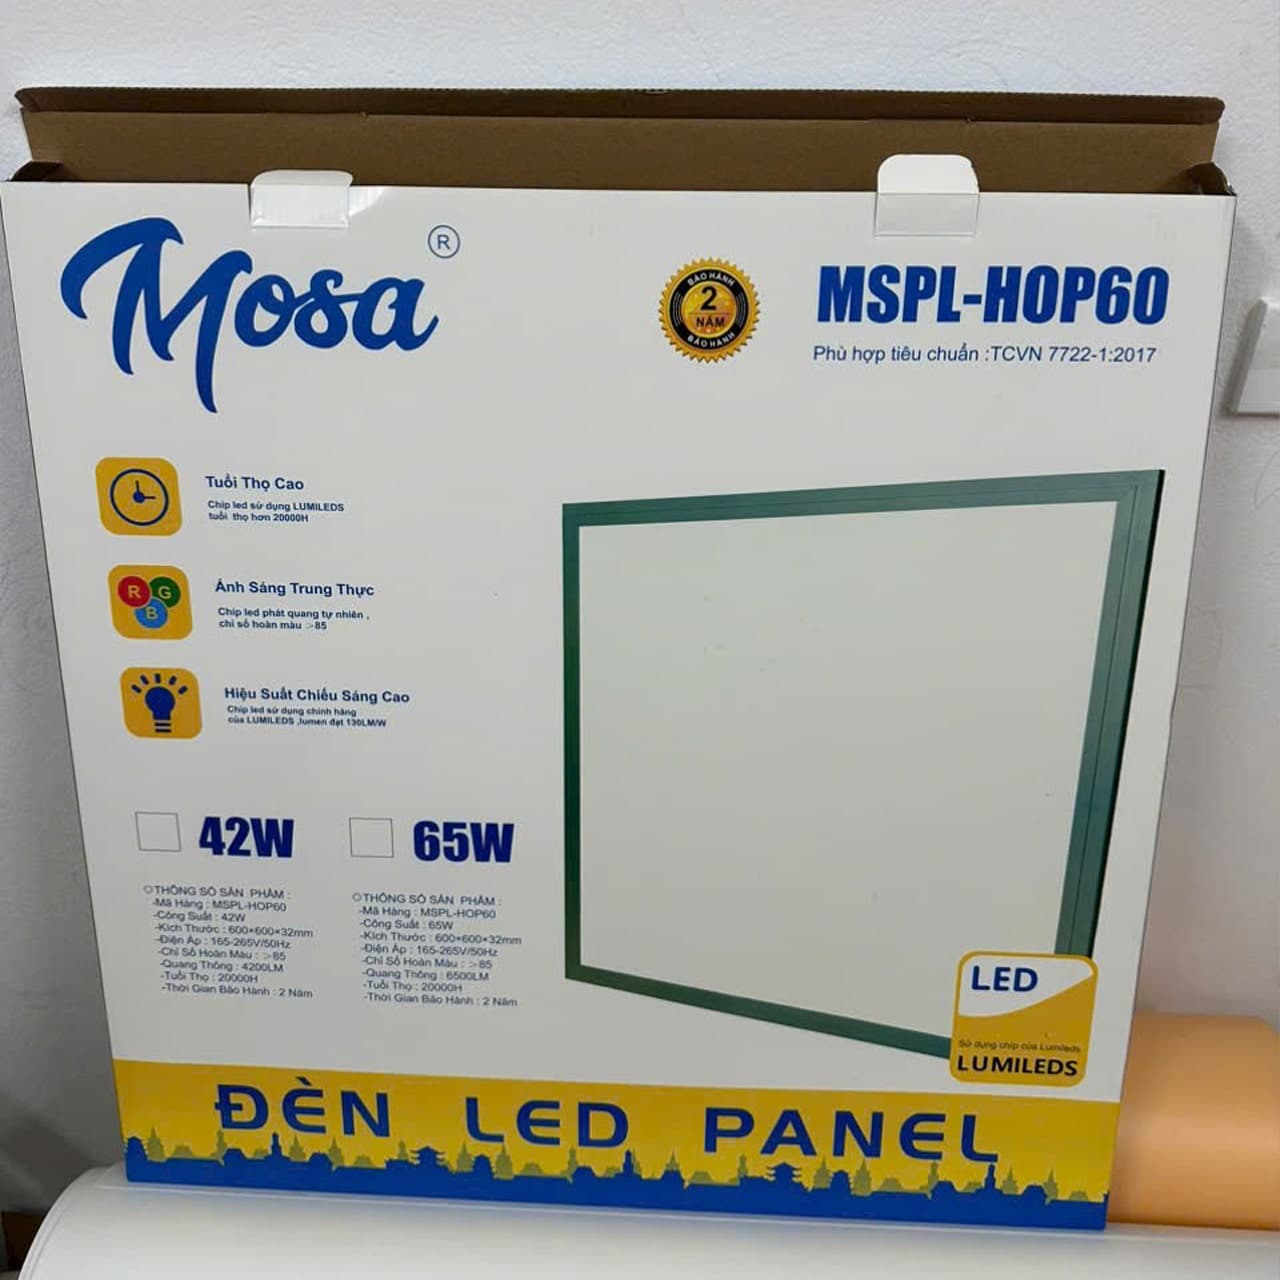 Mosa ®
BẢO HÀNH
2
NĂM
BẢO HÀNH
MSPL-HOP60
Phù hợp tiêu chuẩn :TCVN 7722-1:2017
Tuổi Thọ Cao
Chip led sử dụng LUMILEDS
tuổi thọ hơn 20000H
R G
B
Ánh Sáng Trung Thực
Chip led phát quang tự nhiên ,
chỉ số hoàn màu >85
Hiệu Suất Chiếu Sáng Cao
Chip led sử dụng chính hãng
của LUMILEDS ,lumen đạt 130LM/W
42W
THÔNG SỐ SẢN PHẨM :
-Mã Hàng : MSPL-HOP60
-Công Suất : 42W
-Kích Thước : 600×600×32mm
-Điện Áp : 165-265V/50Hz
-Chỉ Số Hoàn Màu : >85
-Quang Thông : 4200LM
-Tuổi Thọ : 20000H
-Thời Gian Bảo Hành : 2 Năm
65W
THÔNG SỐ SẢN PHẨM :
-Mã Hàng : MSPL-HOP60
-Công Suất : 65W
-Kích Thước : 600×600×32mm
-Điện Áp : 165-265V/50Hz
-Chỉ Số Hoàn Màu : >85
-Quang Thông : 6500LM
-Tuổi Thọ : 20000H
-Thời Gian Bảo Hành : 2 Năm
LED
Sử dụng chip của Lumileds
LUMILEDS
ĐÈN LED PANEL